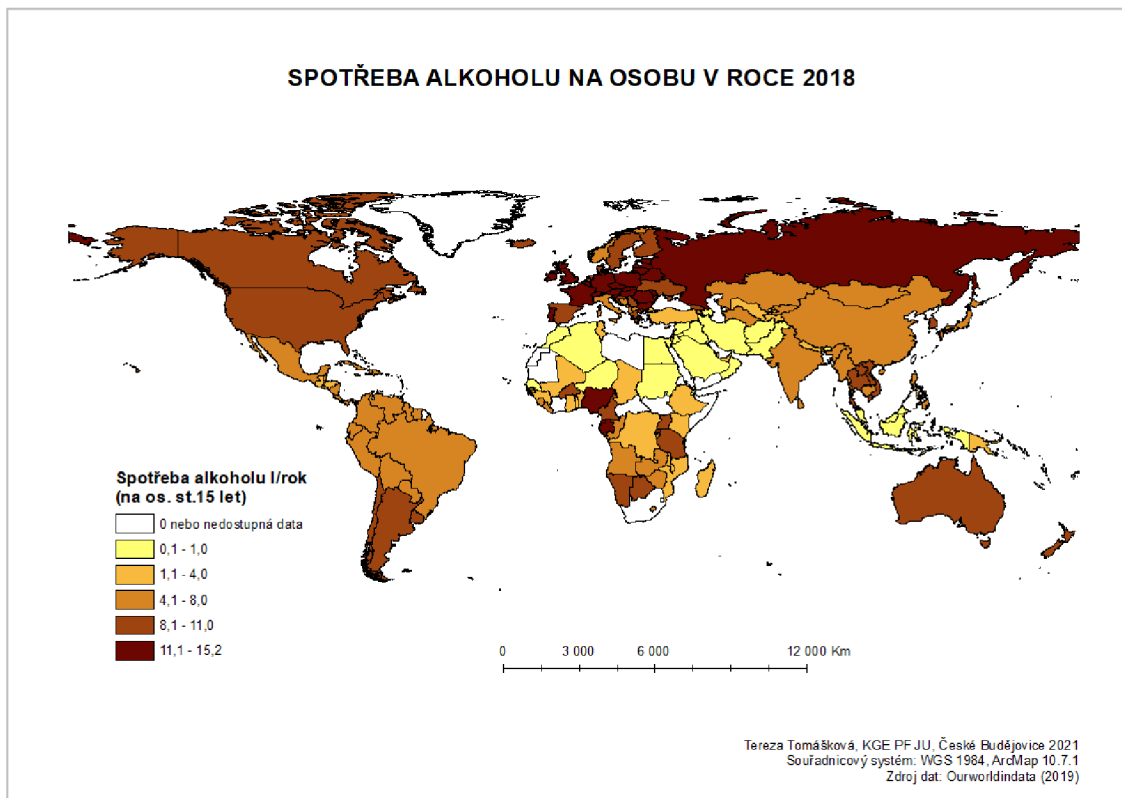 SPOTŘEBA ALKOHOLU NA OSOBU V ROCE 2018
Spotřeba alkoholu l/rok
(na os. st.15 let)
0 nebo nedostupná data
0,1 - 1,0
1,1 - 4,0
4,1 - 8,0
8,1 - 11,0
11,1 - 15,2
0 3 000 6 000 12 000 Km
Tereza Tomášková, KGE PF JU, České Budějovice 2021
Souřadnicový systém: WGS 1984, ArcMap 10.7.1
Zdroj dat: Ourworldindata (2019)